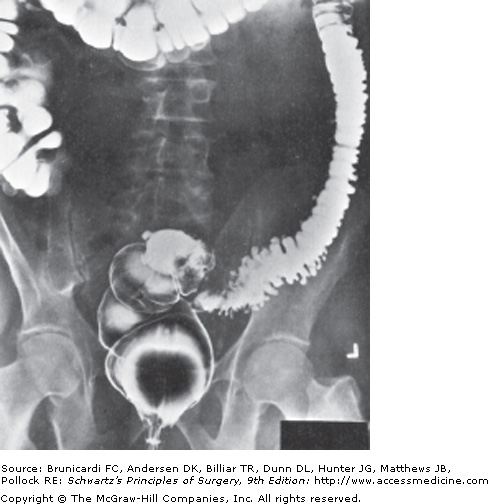 L
Source: Brunicardi FC, Andersen DK, Billiar TR, Dunn DL, Hunter JG, Matthews JB,
Pollock RE: Schwartz's Principles of Surgery, 9th Edition: http://www.accessmedicine.com
Copyright © The McGraw-Hill Companies, Inc. All rights reserved.